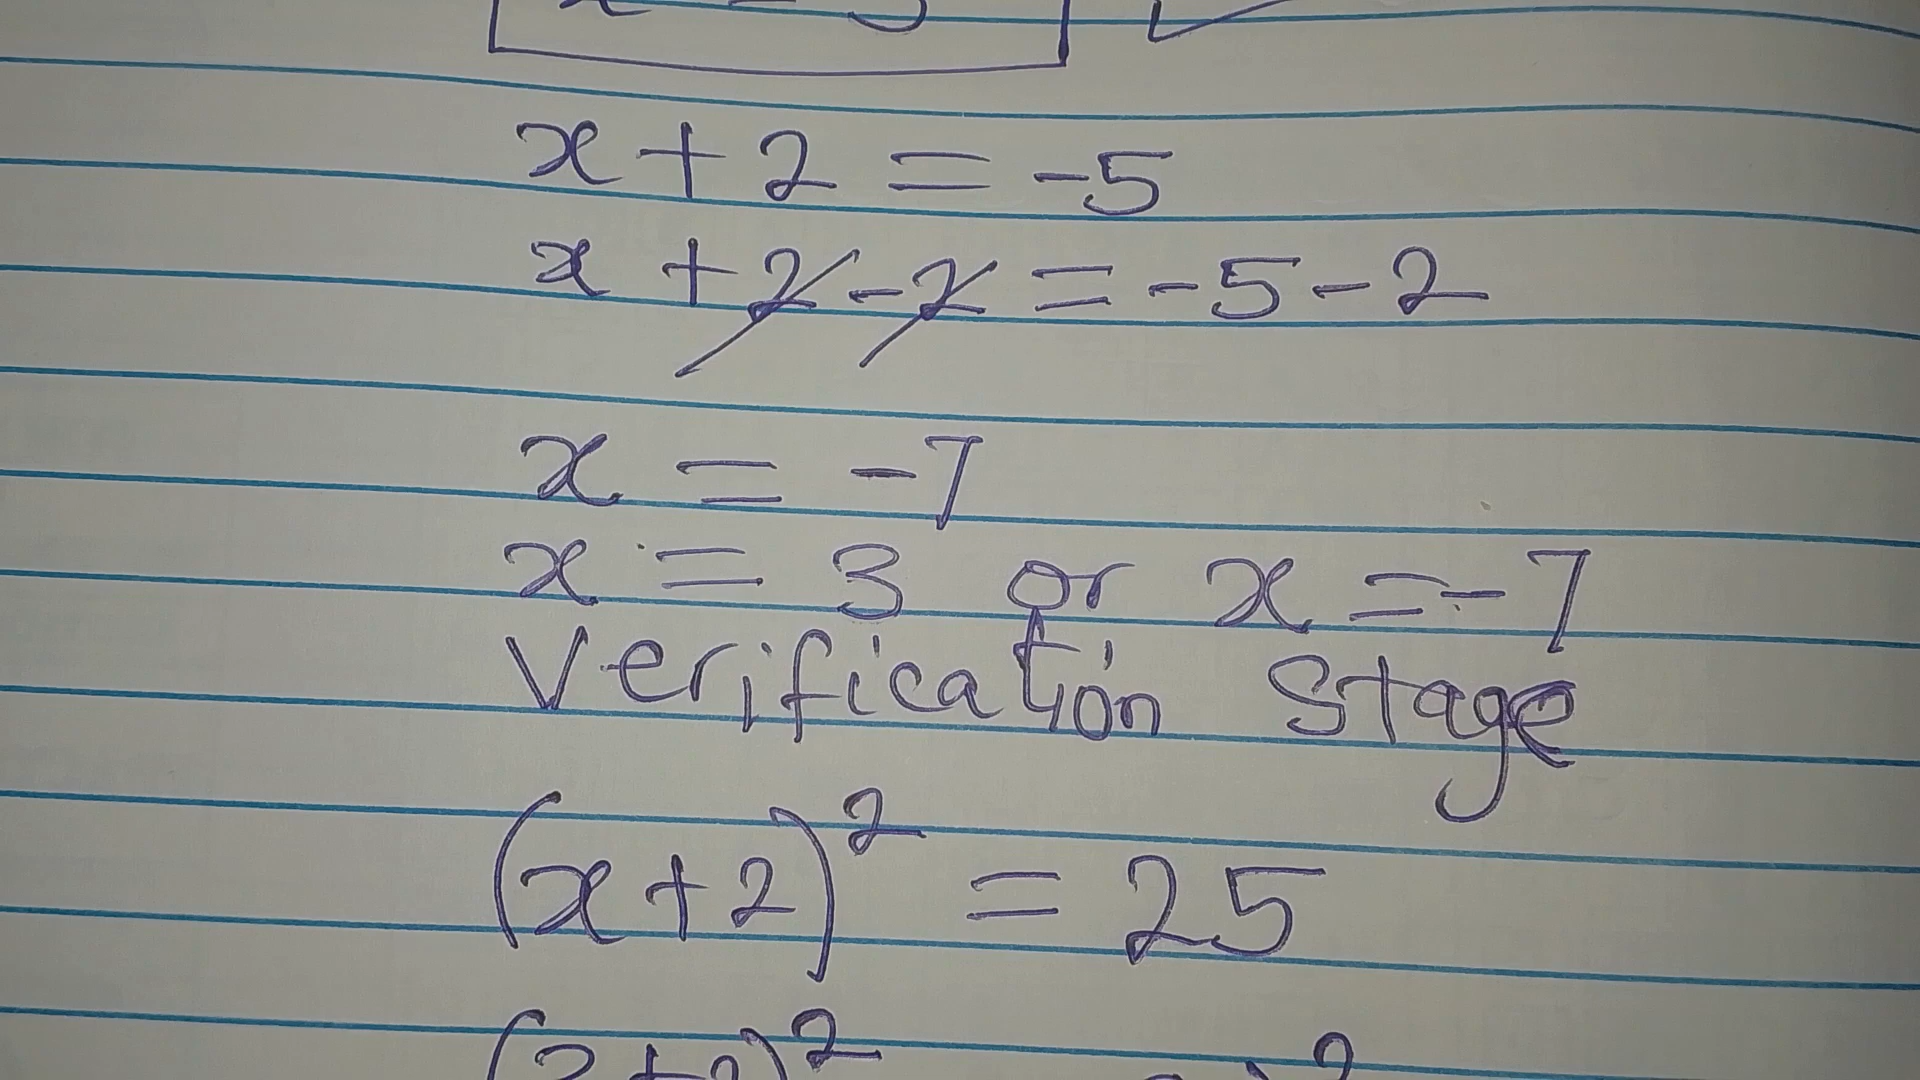 x + 2 = -5
x + 2 - 2 = -5 - 2
x = -7
x = 3 or x = -7
Verification Stage
(x+2)² = 25